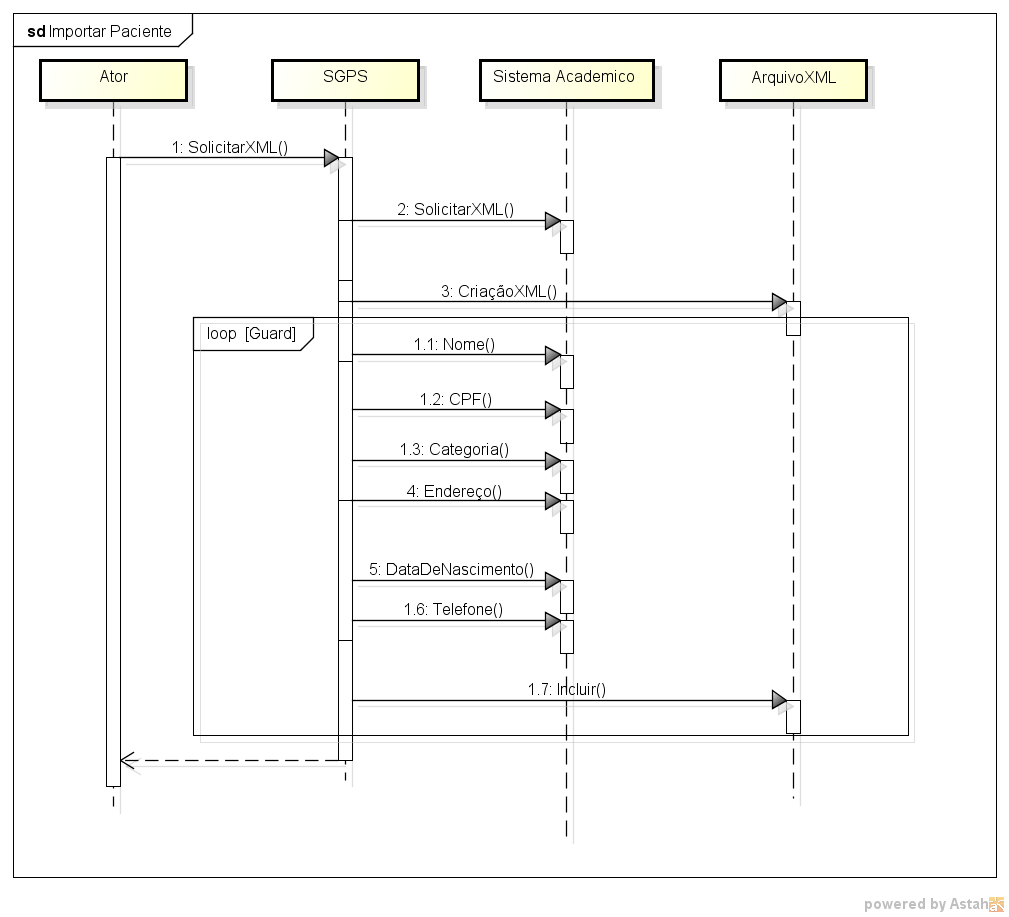 sd Importar Paciente
Ator
SGPS
Sistema Academico
ArquivoXML
1: SolicitarXML()
2: SolicitarXML()
3: CriaçãoXML()
loop [Guard]
1.1: Nome()
1.2: CPF()
1.3: Categoria()
4: Endereço()
5: DataDeNascimento()
1.6: Telefone()
1.7: Incluir()
powered by Astah